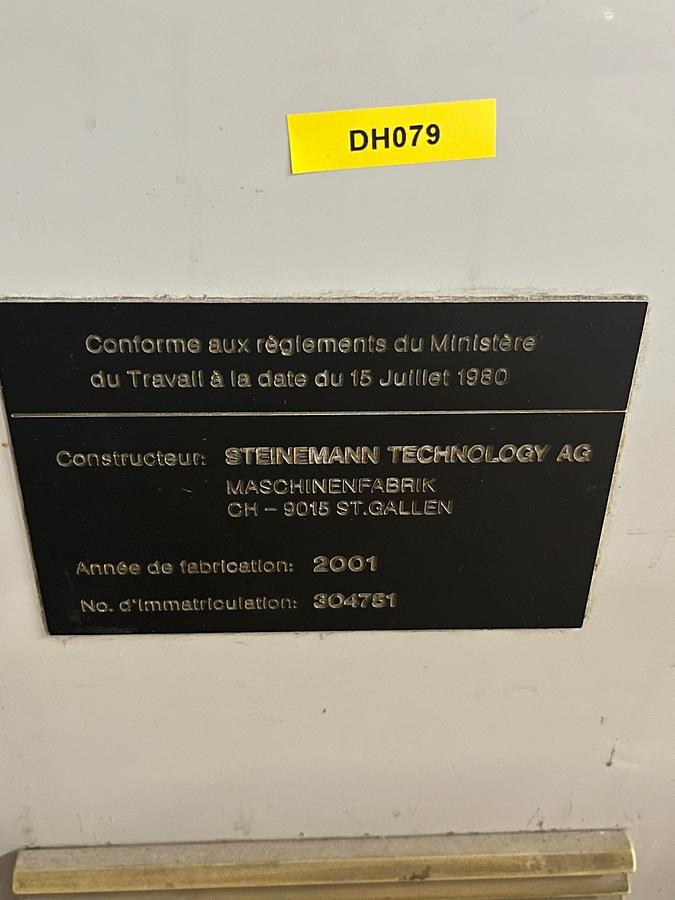 DH079
Conforme aux règlements du Ministère
du Travail à la date du 15 Juillet 1980
Constructeur: STEINEMANN TECHNOLOGY AG
MASCHINENFABRIK
CH - 9015 ST.GALLEN
Année de fabrication: 2001
No. d'Immatriculation: 304751